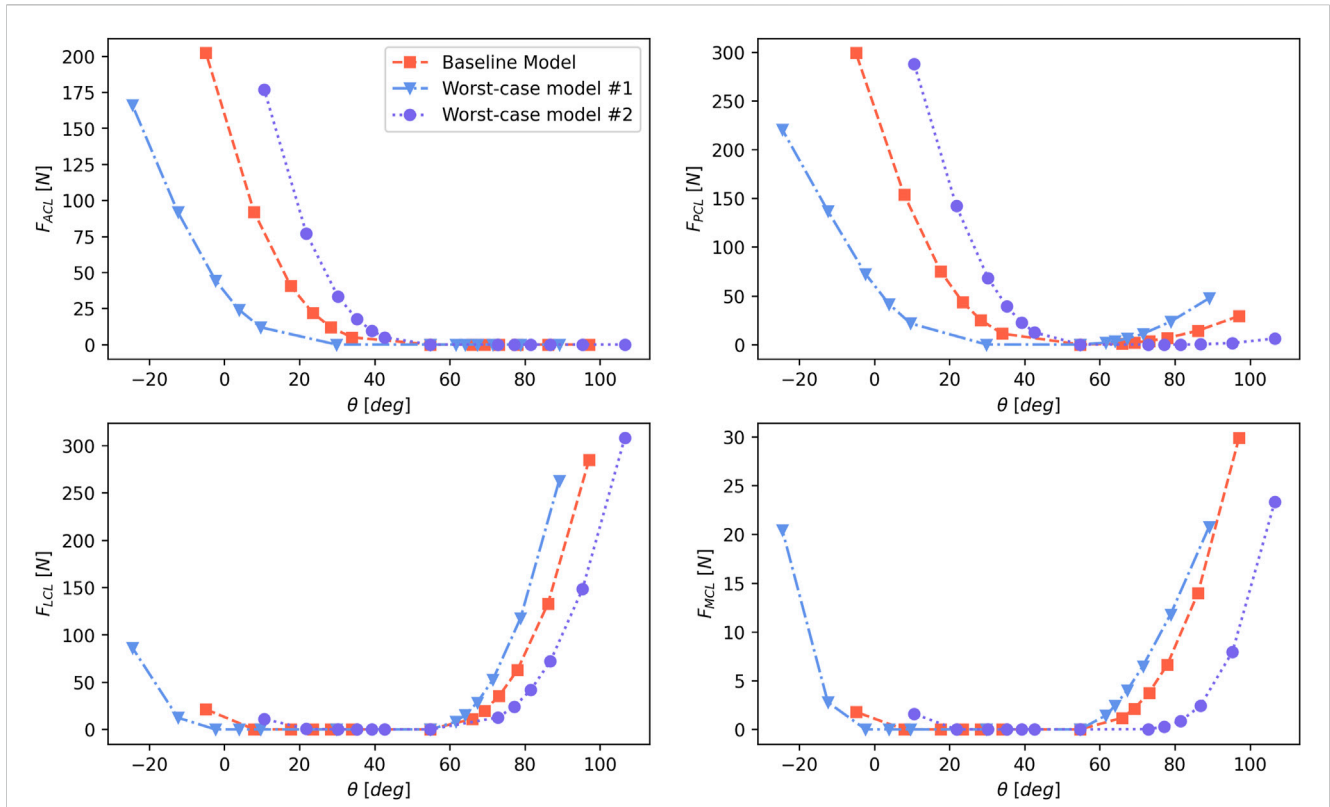 200
175
150
125
100
75
50
25
0
F_ACL [N]
Baseline Model
Worst-case model #1
Worst-case model #2
−20 0 20 40 60 80 100
θ [deg]
300
250
200
150
100
50
0
F_PCL [N]
−20 0 20 40 60 80 100
θ [deg]
300
250
200
150
100
50
0
F_LCL [N]
−20 0 20 40 60 80 100
θ [deg]
30
25
20
15
10
5
0
F_MCL [N]
−20 0 20 40 60 80 100
θ [deg]